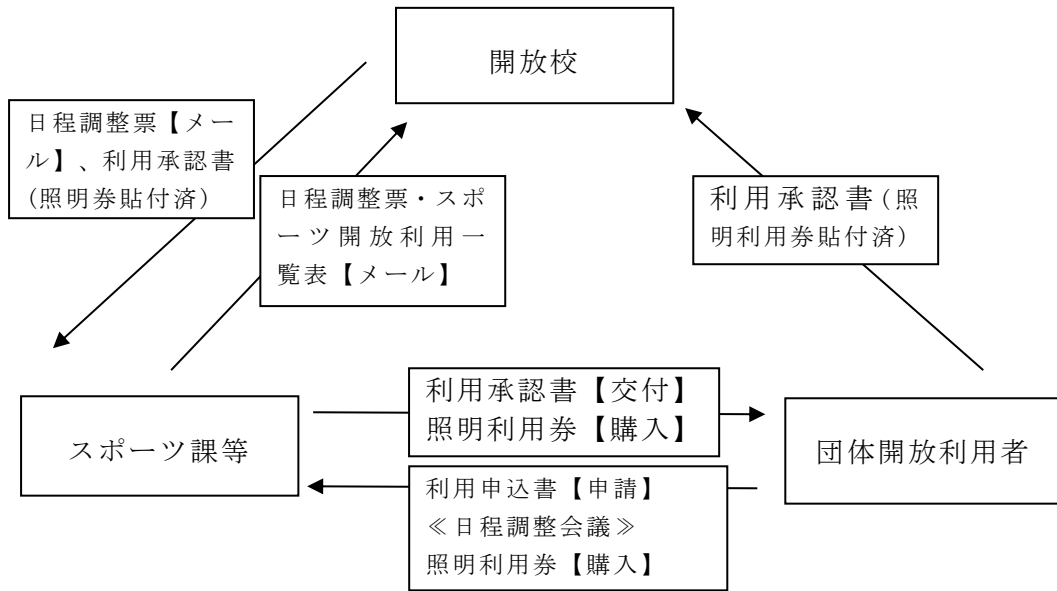 開放校
日程調整票【メー
ル】、利用承認書
(照明券貼付済)
日程調整票・スポ
ーツ開放利用一
覧表【メール】
利用承認書(照
明利用券貼付済)
利用承認書【交付】
照明利用券【購入】
スポーツ課等
団体開放利用者
利用申込書【申請】
≪日程調整会議≫
照明利用券【購入】